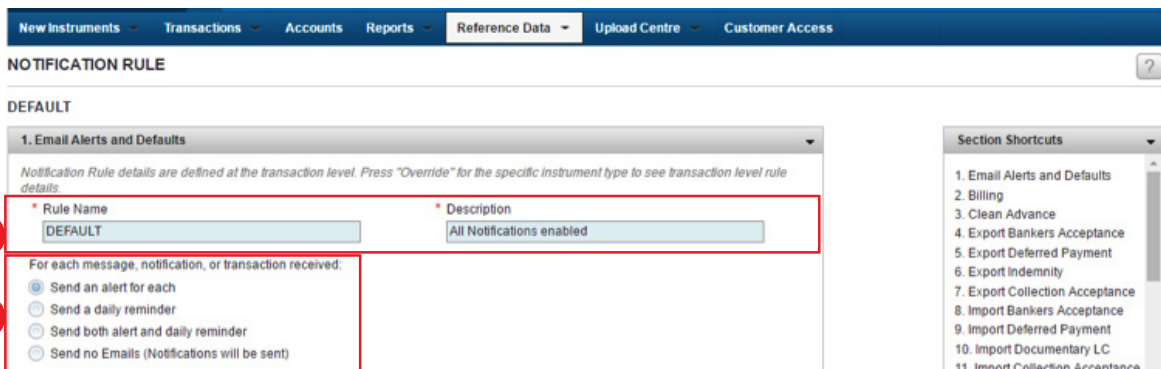 New Instruments Transactions Accounts Reports Reference Data Upload Centre Customer Access
NOTIFICATION RULE
?
DEFAULT
1. Email Alerts and Defaults
Notification Rule details are defined at the transaction level. Press "Override" for the specific instrument type to see transaction level rule
details.
* Rule Name * Description
DEFAULT All Notifications enabled
For each message, notification, or transaction received:
Send an alert for each
Send a daily reminder
Send both alert and daily reminder
Send no Emails (Notifications will be sent)
Section Shortcuts
1. Email Alerts and Defaults
2. Billing
3. Clean Advance
4. Export Bankers Acceptance
5. Export Deferred Payment
6. Export Indemnity
7. Export Collection Acceptance
8. Import Bankers Acceptance
9. Import Deferred Payment
10. Import Documentary LC
11. Import Collection Acceptance